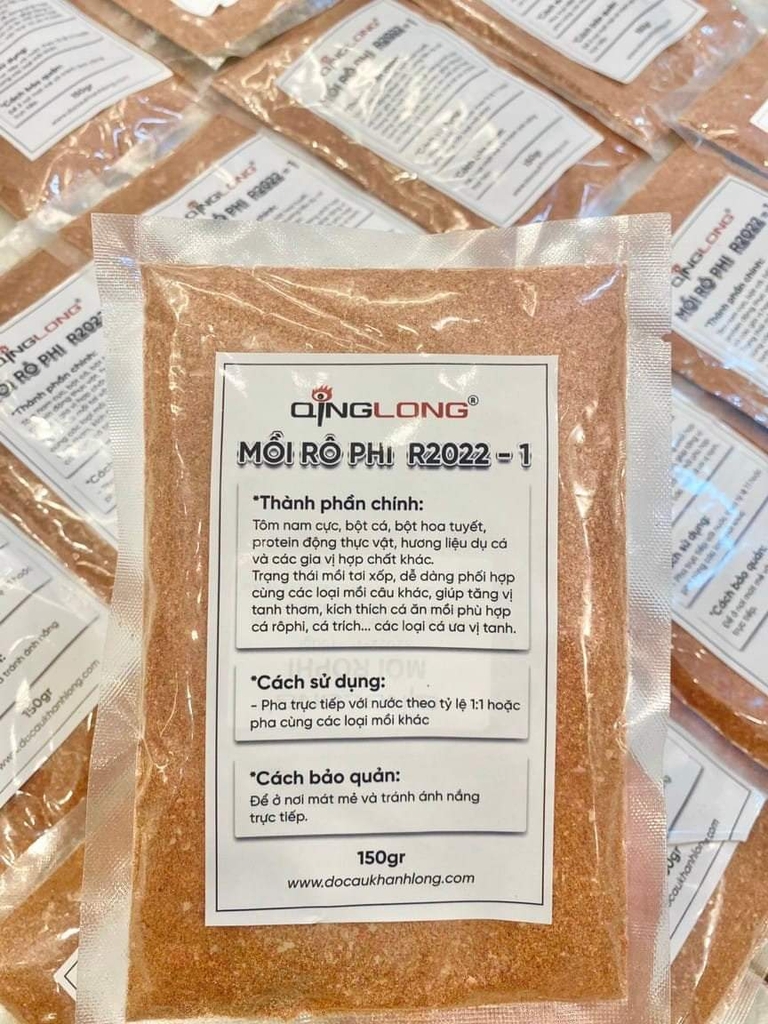 QINGLONG®
MỒI RÔ PHI R2022 - 1
*Thành phần chính:
Tôm nam cực, bột cá, bột hoa tuyết,
protein động thực vật, hương liệu dụ cá
và các gia vị hợp chất khác.
Trạng thái mồi tơi xốp, dễ dàng phối hợp
cùng các loại mồi câu khác, giúp tăng vị
tanh thơm, kích thích cá ăn mồi phù hợp
cá rôphi, cá trích... các loại cá ưa vị tanh.
*Cách sử dụng:
- Pha trực tiếp với nước theo tỷ lệ 1:1 hoặc
pha cùng các loại mồi khác
*Cách bảo quản:
Để ở nơi mát mẻ và tránh ánh nắng
trực tiếp.
150gr
www.docaukhanhlong.com